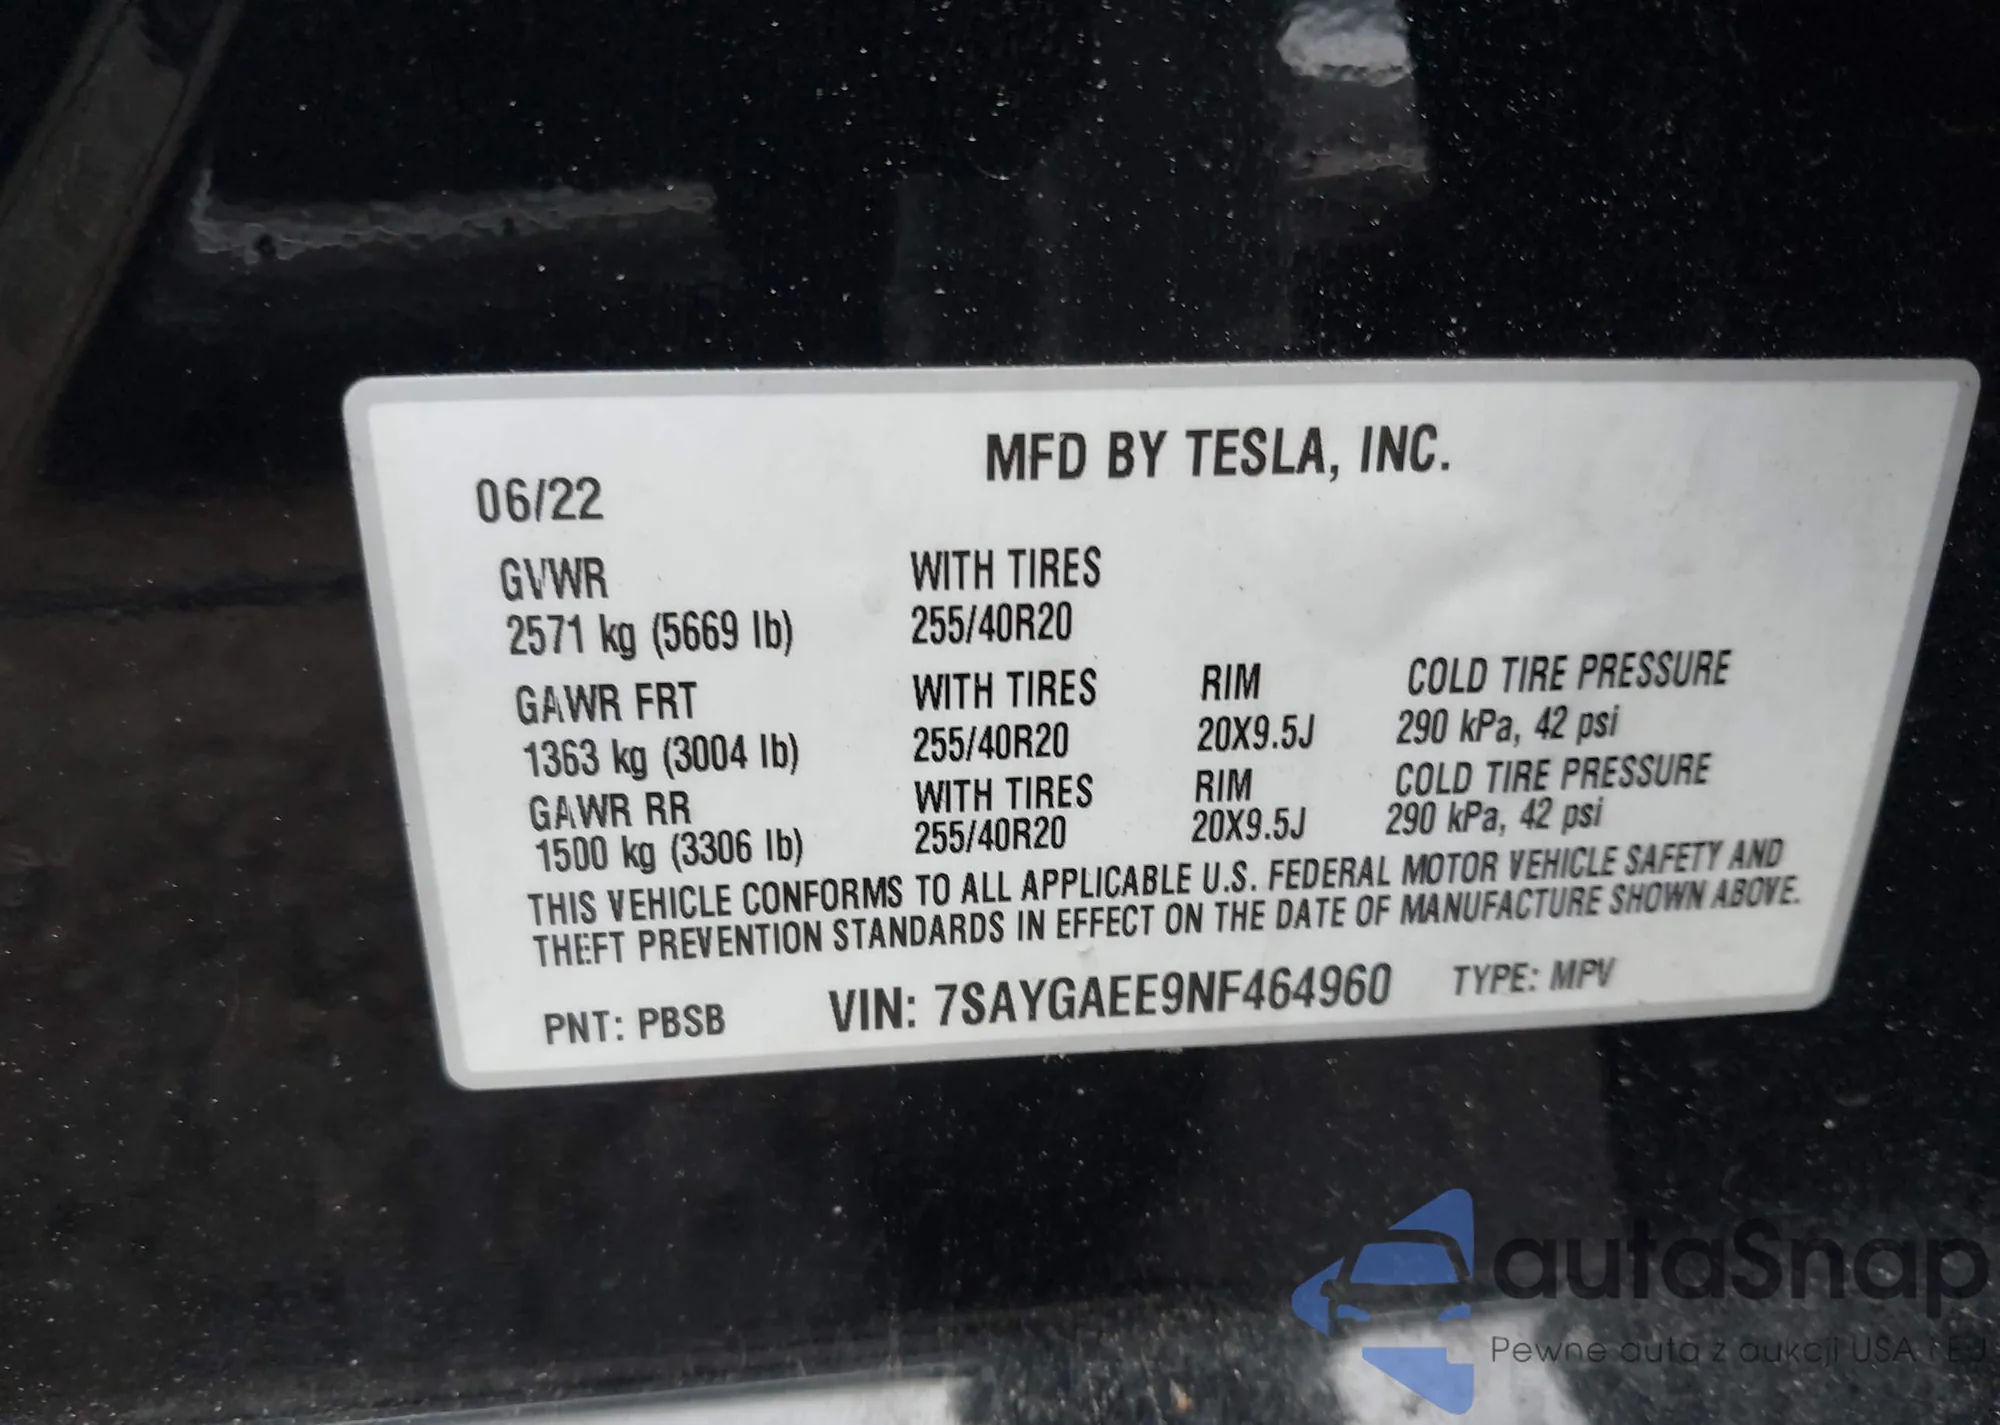 MFD BY TESLA, INC.
06/22
GVWR WITH TIRES
2571 kg (5669 lb) 255/40R20
GAWR FRT WITH TIRES RIM COLD TIRE PRESSURE
1363 kg (3004 lb) 255/40R20 20X9.5J 290 kPa, 42 psi
GAWR RR WITH TIRES RIM COLD TIRE PRESSURE
1500 kg (3306 lb) 255/40R20 20X9.5J 290 kPa, 42 psi
THIS VEHICLE CONFORMS TO ALL APPLICABLE U.S. FEDERAL MOTOR VEHICLE SAFETY AND
THEFT PREVENTION STANDARDS IN EFFECT ON THE DATE OF MANUFACTURE SHOWN ABOVE.
PNT: PBSB VIN: 7SAYGAEE9NF464960 TYPE: MPV
autaSnap
Pewne auta z aukcji USA i EU